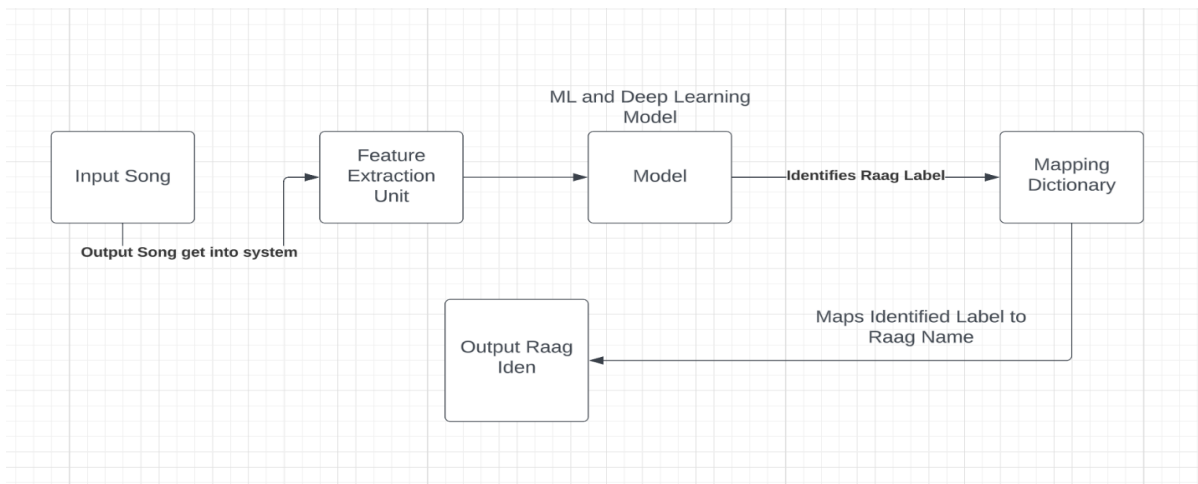 ML and Deep Learning
Model
Input Song
Feature
Extraction
Unit
Model
Identifies Raag Label
Mapping
Dictionary
Output Song get into system
Maps Identified Label to
Raag Name
Output Raag
Iden